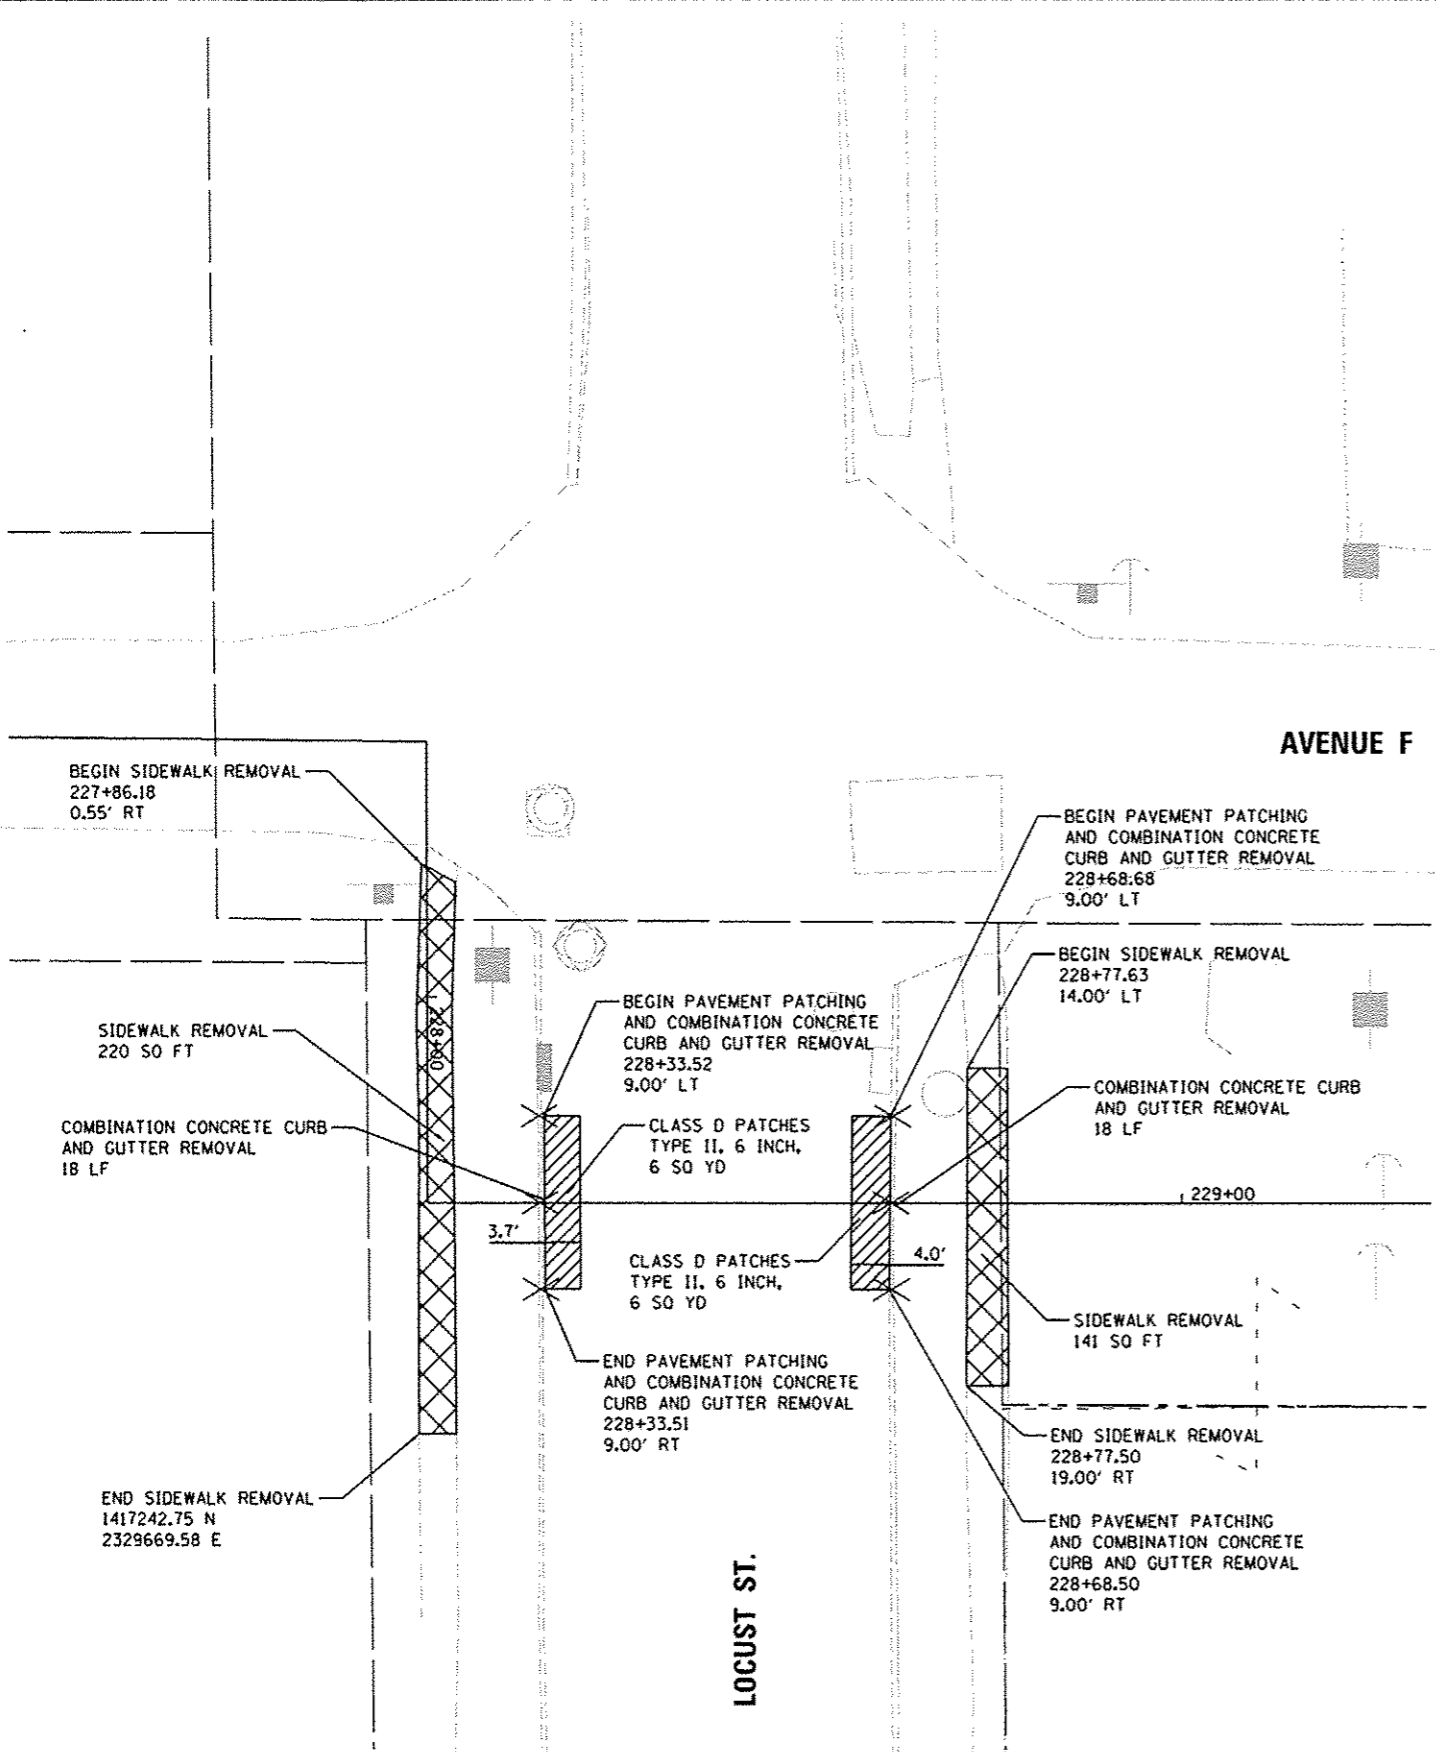 AVENUE F
BEGIN SIDEWALK REMOVAL
227+86.18
0.55' RT
BEGIN PAVEMENT PATCHING
AND COMBINATION CONCRETE
CURB AND GUTTER REMOVAL
228+68.68
9.00' LT
BEGIN SIDEWALK REMOVAL
228+77.63
14.00' LT
BEGIN PAVEMENT PATCHING
AND COMBINATION CONCRETE
CURB AND GUTTER REMOVAL
228+33.52
9.00' LT
SIDEWALK REMOVAL
220 SQ FT
228+00
COMBINATION CONCRETE CURB
AND GUTTER REMOVAL
18 LF
COMBINATION CONCRETE CURB
AND GUTTER REMOVAL
18 LF
CLASS D PATCHES
TYPE II, 6 INCH,
6 SQ YD
229+00
3.7'
4.0'
CLASS D PATCHES
TYPE II, 6 INCH,
6 SQ YD
SIDEWALK REMOVAL
141 SQ FT
END PAVEMENT PATCHING
AND COMBINATION CONCRETE
CURB AND GUTTER REMOVAL
228+33.51
9.00' RT
END SIDEWALK REMOVAL
228+77.50
19.00' RT
END SIDEWALK REMOVAL
1417242.75 N
2329669.58 E
END PAVEMENT PATCHING
AND COMBINATION CONCRETE
CURB AND GUTTER REMOVAL
228+68.50
9.00' RT
LOCUST ST.